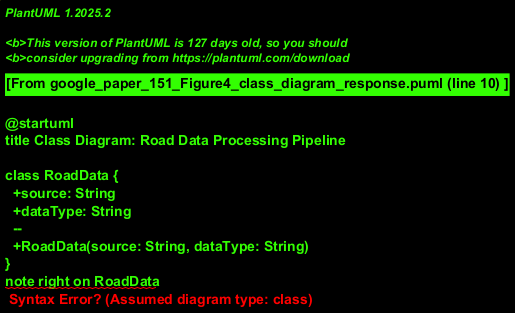 PlantUML 1.2025.2
<b>This version of PlantUML is 127 days old, so you should
<b>consider upgrading from https://plantuml.com/download
[From google_paper_151_Figure4_class_diagram_response.puml (line 10) ]
@startuml
title Class Diagram: Road Data Processing Pipeline
class RoadData {
+source: String
+dataType: String
--
+RoadData(source: String, dataType: String)
}
note right on RoadData
Syntax Error? (Assumed diagram type: class)